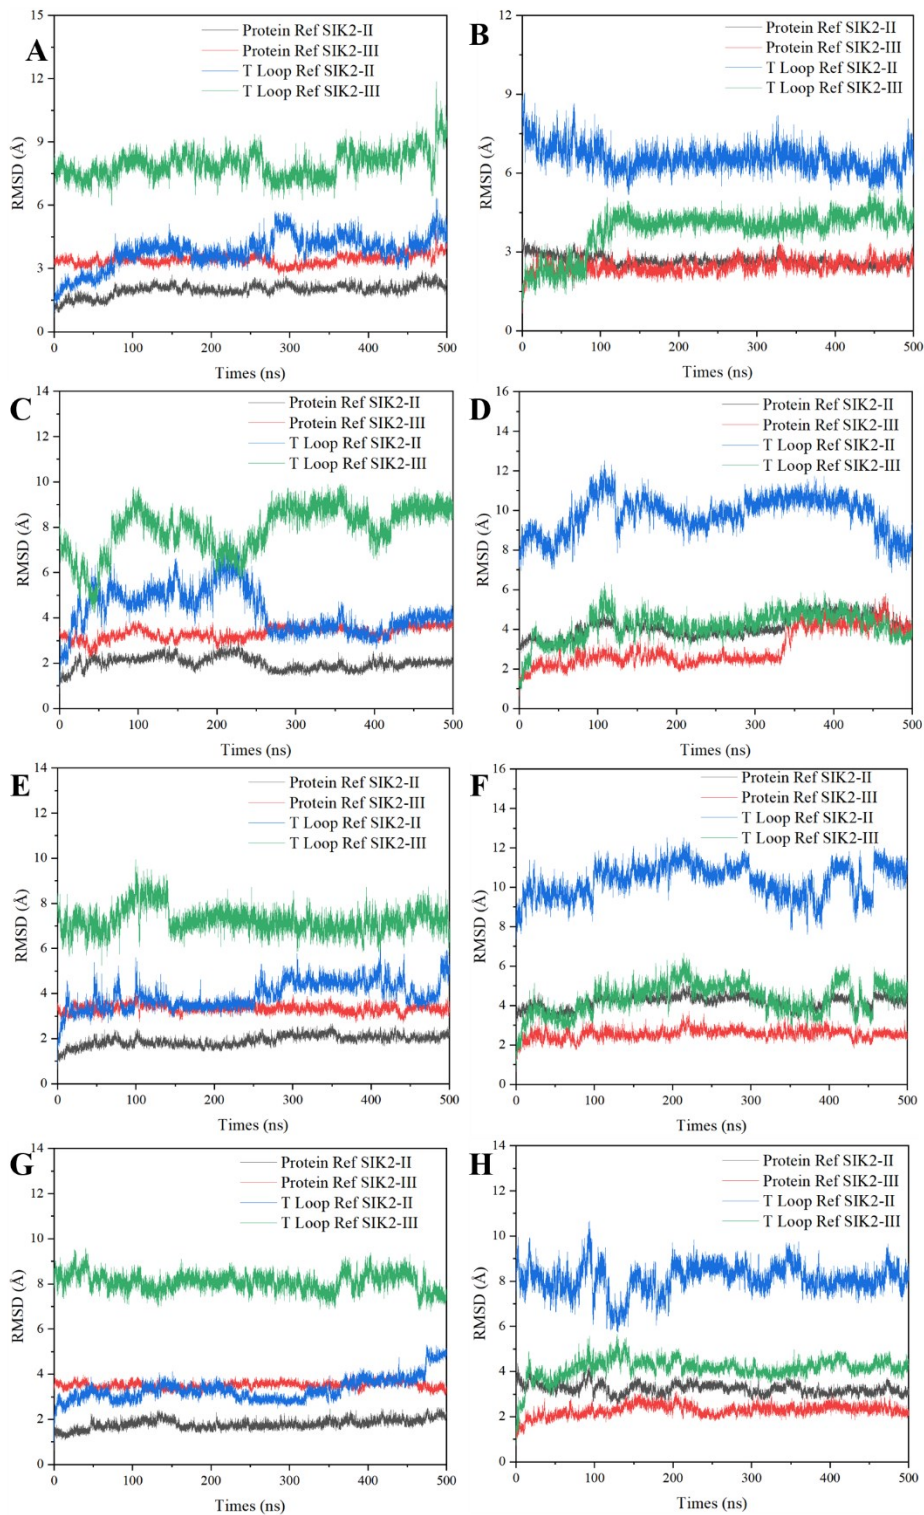 A
Protein Ref SIK2-II
Protein Ref SIK2-III
T Loop Ref SIK2-II
T Loop Ref SIK2-III
RMSD (Å)
15
12
9
6
3
0
0 100 200 300 400 500
Times (ns)
B
Protein Ref SIK2-II
Protein Ref SIK2-III
T Loop Ref SIK2-II
T Loop Ref SIK2-III
RMSD (Å)
12
9
6
3
0
0 100 200 300 400 500
Times (ns)
C
Protein Ref SIK2-II
Protein Ref SIK2-III
T Loop Ref SIK2-II
T Loop Ref SIK2-III
RMSD (Å)
14
12
10
8
6
4
2
0
0 100 200 300 400 500
Times (ns)
D
Protein Ref SIK2-II
Protein Ref SIK2-III
T Loop Ref SIK2-II
T Loop Ref SIK2-III
RMSD (Å)
16
14
12
10
8
6
4
2
0
0 100 200 300 400 500
Times (ns)
E
Protein Ref SIK2-II
Protein Ref SIK2-III
T Loop Ref SIK2-II
T Loop Ref SIK2-III
RMSD (Å)
14
12
10
8
6
4
2
0
0 100 200 300 400 500
Times (ns)
F
Protein Ref SIK2-II
Protein Ref SIK2-III
T Loop Ref SIK2-II
T Loop Ref SIK2-III
RMSD (Å)
16
14
12
10
8
6
4
2
0
0 100 200 300 400 500
Times (ns)
G
Protein Ref SIK2-II
Protein Ref SIK2-III
T Loop Ref SIK2-II
T Loop Ref SIK2-III
RMSD (Å)
14
12
10
8
6
4
2
0
0 100 200 300 400 500
Times (ns)
H
Protein Ref SIK2-II
Protein Ref SIK2-III
T Loop Ref SIK2-II
T Loop Ref SIK2-III
RMSD (Å)
14
12
10
8
6
4
2
0
0 100 200 300 400 500
Times (ns)